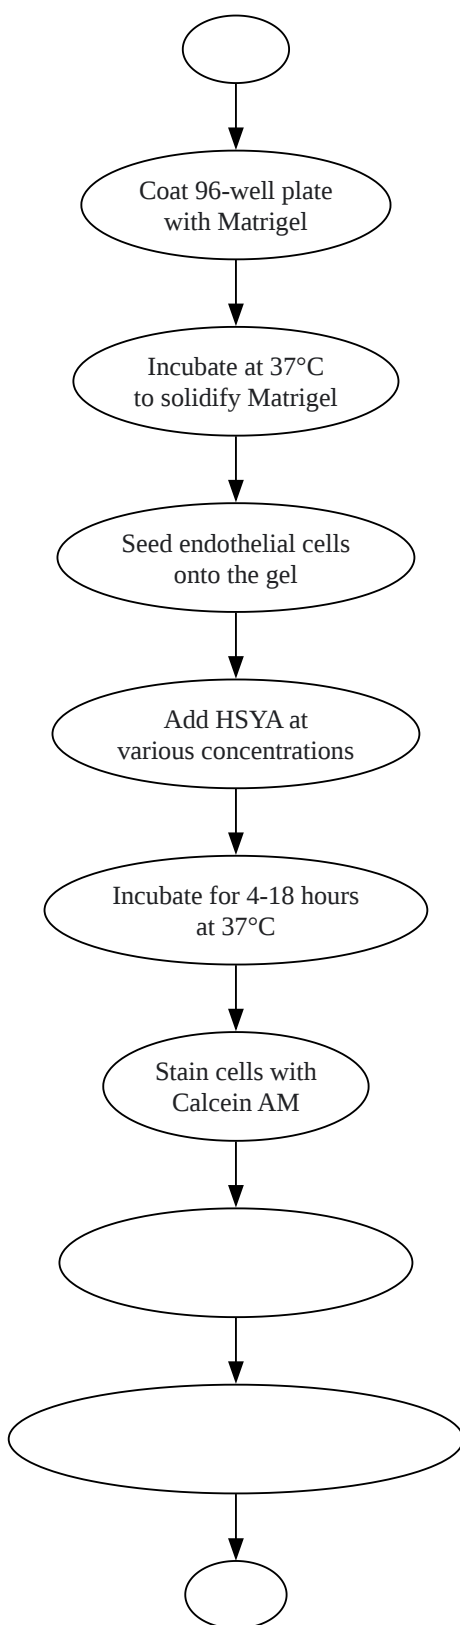 Coat 96-well plate
with Matrigel
Incubate at 37°C
to solidify Matrigel
Seed endothelial cells
onto the gel
Add HSYA at
various concentrations
Incubate for 4-18 hours
at 37°C
Stain cells with
Calcein AM